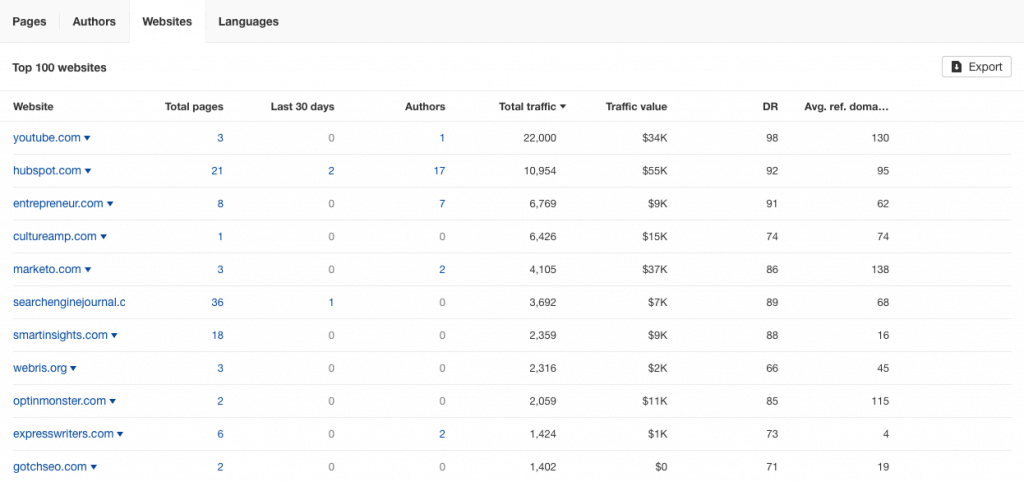 Pages Authors Websites Languages
Top 100 websites Export
Website Total pages Last 30 days Authors Total traffic Traffic value DR Avg. ref. doma...
youtube.com 3 0 1 22,000 $34K 98 130
hubspot.com 21 2 17 10,954 $55K 92 95
entrepreneur.com 8 0 7 6,769 $9K 91 62
cultureamp.com 1 0 0 6,426 $15K 74 74
marketo.com 3 0 2 4,105 $37K 86 138
searchenginejournal.c 36 1 0 3,692 $7K 89 68
smartinsights.com 18 0 0 2,359 $9K 88 16
webris.org 3 0 0 2,316 $2K 66 45
optinmonster.com 2 0 0 2,059 $11K 85 115
expresswriters.com 6 0 2 1,424 $1K 73 4
gotchseo.com 2 0 0 1,402 $0 71 19